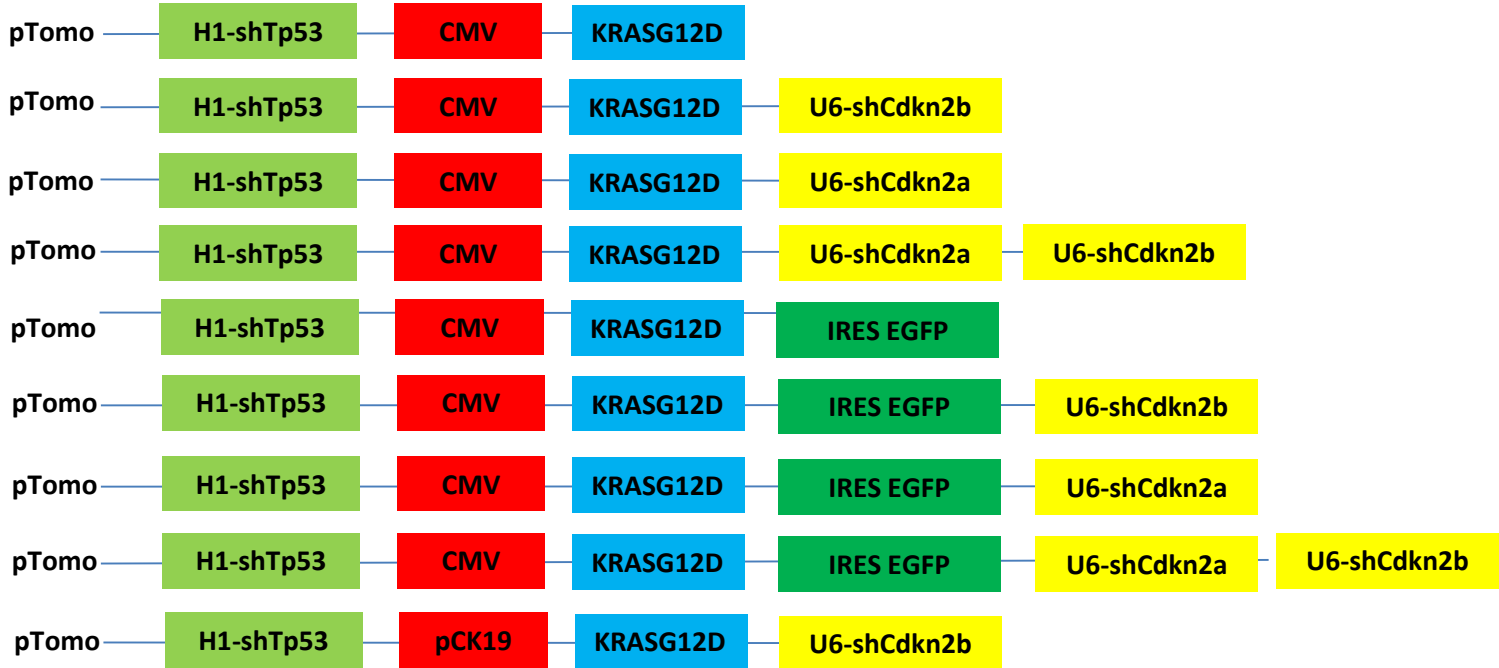 pTomo H1-shTp53 CMV KRASG12D
pTomo H1-shTp53 CMV KRASG12D U6-shCdkn2b
pTomo H1-shTp53 CMV KRASG12D U6-shCdkn2a
pTomo H1-shTp53 CMV KRASG12D U6-shCdkn2a U6-shCdkn2b
pTomo H1-shTp53 CMV KRASG12D IRES EGFP
pTomo H1-shTp53 CMV KRASG12D IRES EGFP U6-shCdkn2b
pTomo H1-shTp53 CMV KRASG12D IRES EGFP U6-shCdkn2a
pTomo H1-shTp53 CMV KRASG12D IRES EGFP U6-shCdkn2a U6-shCdkn2b
pTomo H1-shTp53 pCK19 KRASG12D U6-shCdkn2b